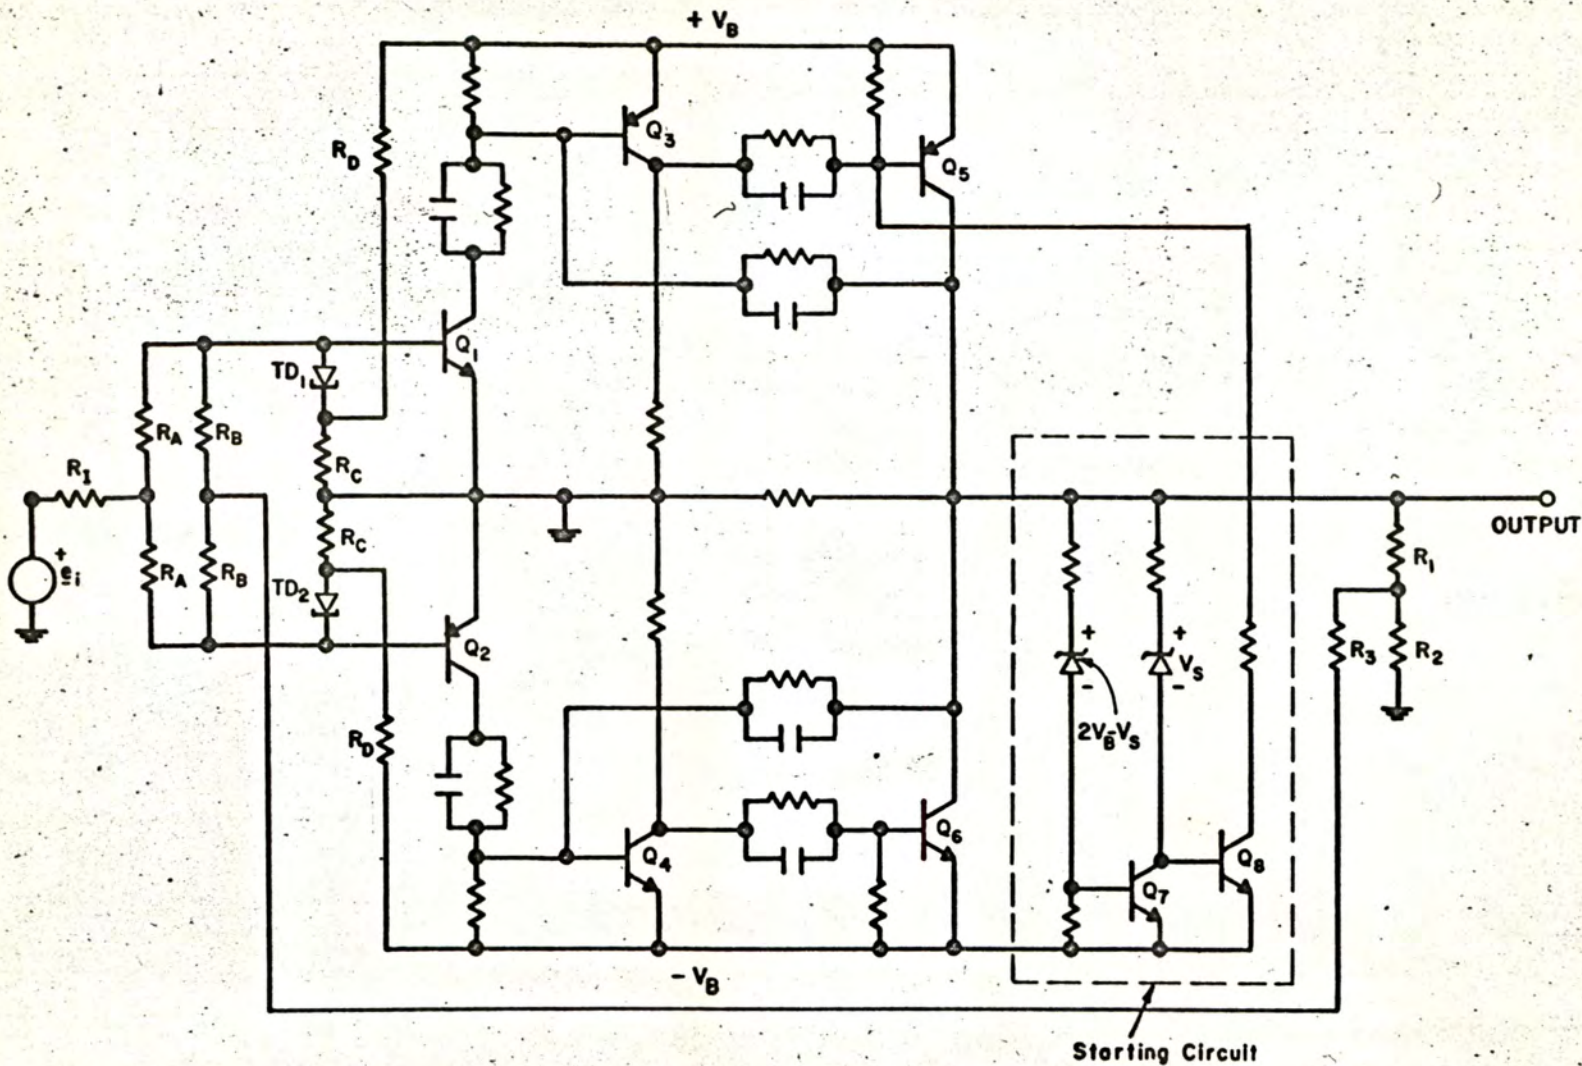 + V_B
R_D
Q_3
Q_5
Q_1
TD_1
R_A
R_B
R_C
R_I
+
e_i
OUTPUT
R_C
R_1
R_A
R_B
TD_2
Q_2
+
+
V_S
-
-
R_3
R_2
2V_B-V_S
R_D
Q_6
Q_4
Q_8
Q_7
- V_B
Starting Circuit